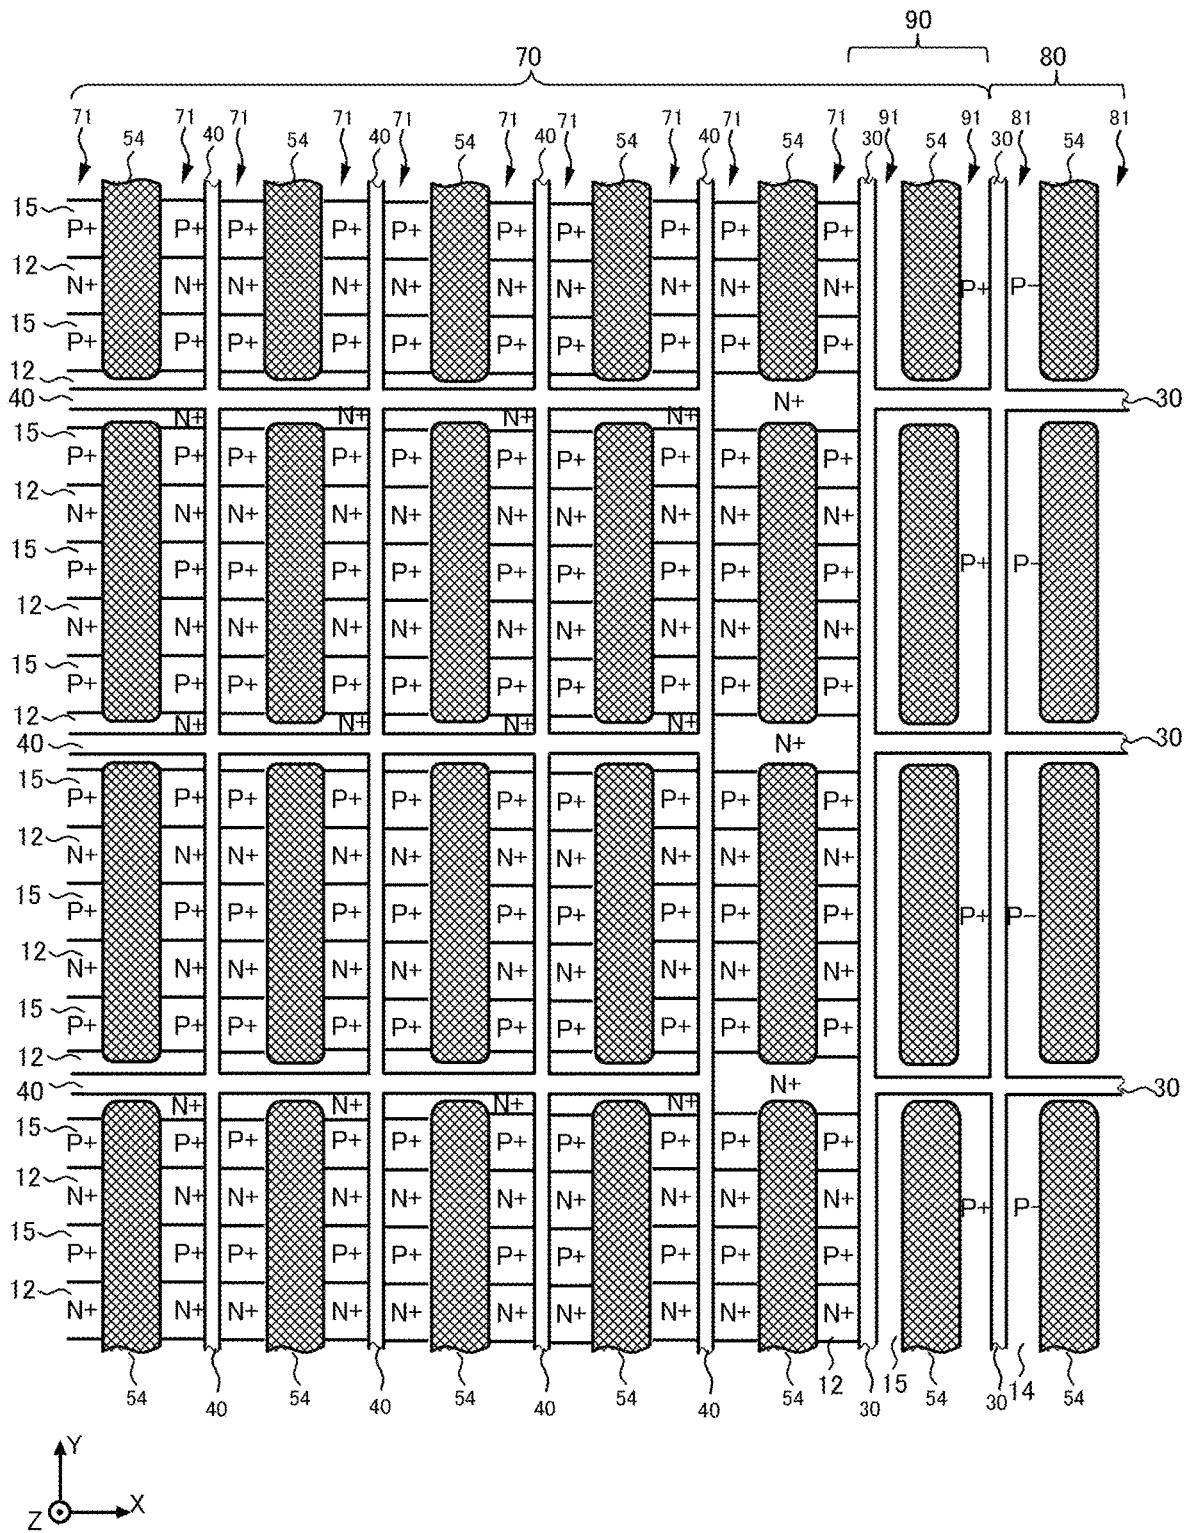 90
70 80
71 54 71 40 71 54 71 40 71 54 71 40 71 54 71 40 71 54 71 30 91 54 91 30 81 54 81
15
P+ P+ P+ P+ P+ P+ P+ P+ P+ P+
12
N+ N+ N+ N+ N+ N+ N+ N+ N+ N+ P+ P−
15
P+ P+ P+ P+ P+ P+ P+ P+ P+ P+
12
40 N+ 30
N+ N+ N+ N+
15
P+ P+ P+ P+ P+ P+ P+ P+ P+ P+
12
N+ N+ N+ N+ N+ N+ N+ N+ N+ N+
15
P+ P+ P+ P+ P+ P+ P+ P+ P+ P+ P+ P−
12
N+ N+ N+ N+ N+ N+ N+ N+ N+ N+
15
P+ P+ P+ P+ P+ P+ P+ P+ P+ P+
12
N+ N+ N+ N+
40 N+ 30
15
P+ P+ P+ P+ P+ P+ P+ P+ P+ P+
12
N+ N+ N+ N+ N+ N+ N+ N+ N+ N+
15
P+ P+ P+ P+ P+ P+ P+ P+ P+ P+ P+ P−
12
N+ N+ N+ N+ N+ N+ N+ N+ N+ N+
15
P+ P+ P+ P+ P+ P+ P+ P+ P+ P+
12
40 N+ 30
N+ N+ N+ N+
15
P+ P+ P+ P+ P+ P+ P+ P+ P+ P+
12
N+ N+ N+ N+ N+ N+ N+ N+ N+ N+ P+ P−
15
P+ P+ P+ P+ P+ P+ P+ P+ P+ P+
12
N+ N+ N+ N+ N+ N+ N+ N+ N+ N+
54 40 54 40 54 40 54 40 54 12 30 15 54 30 14 54
Y
Z X